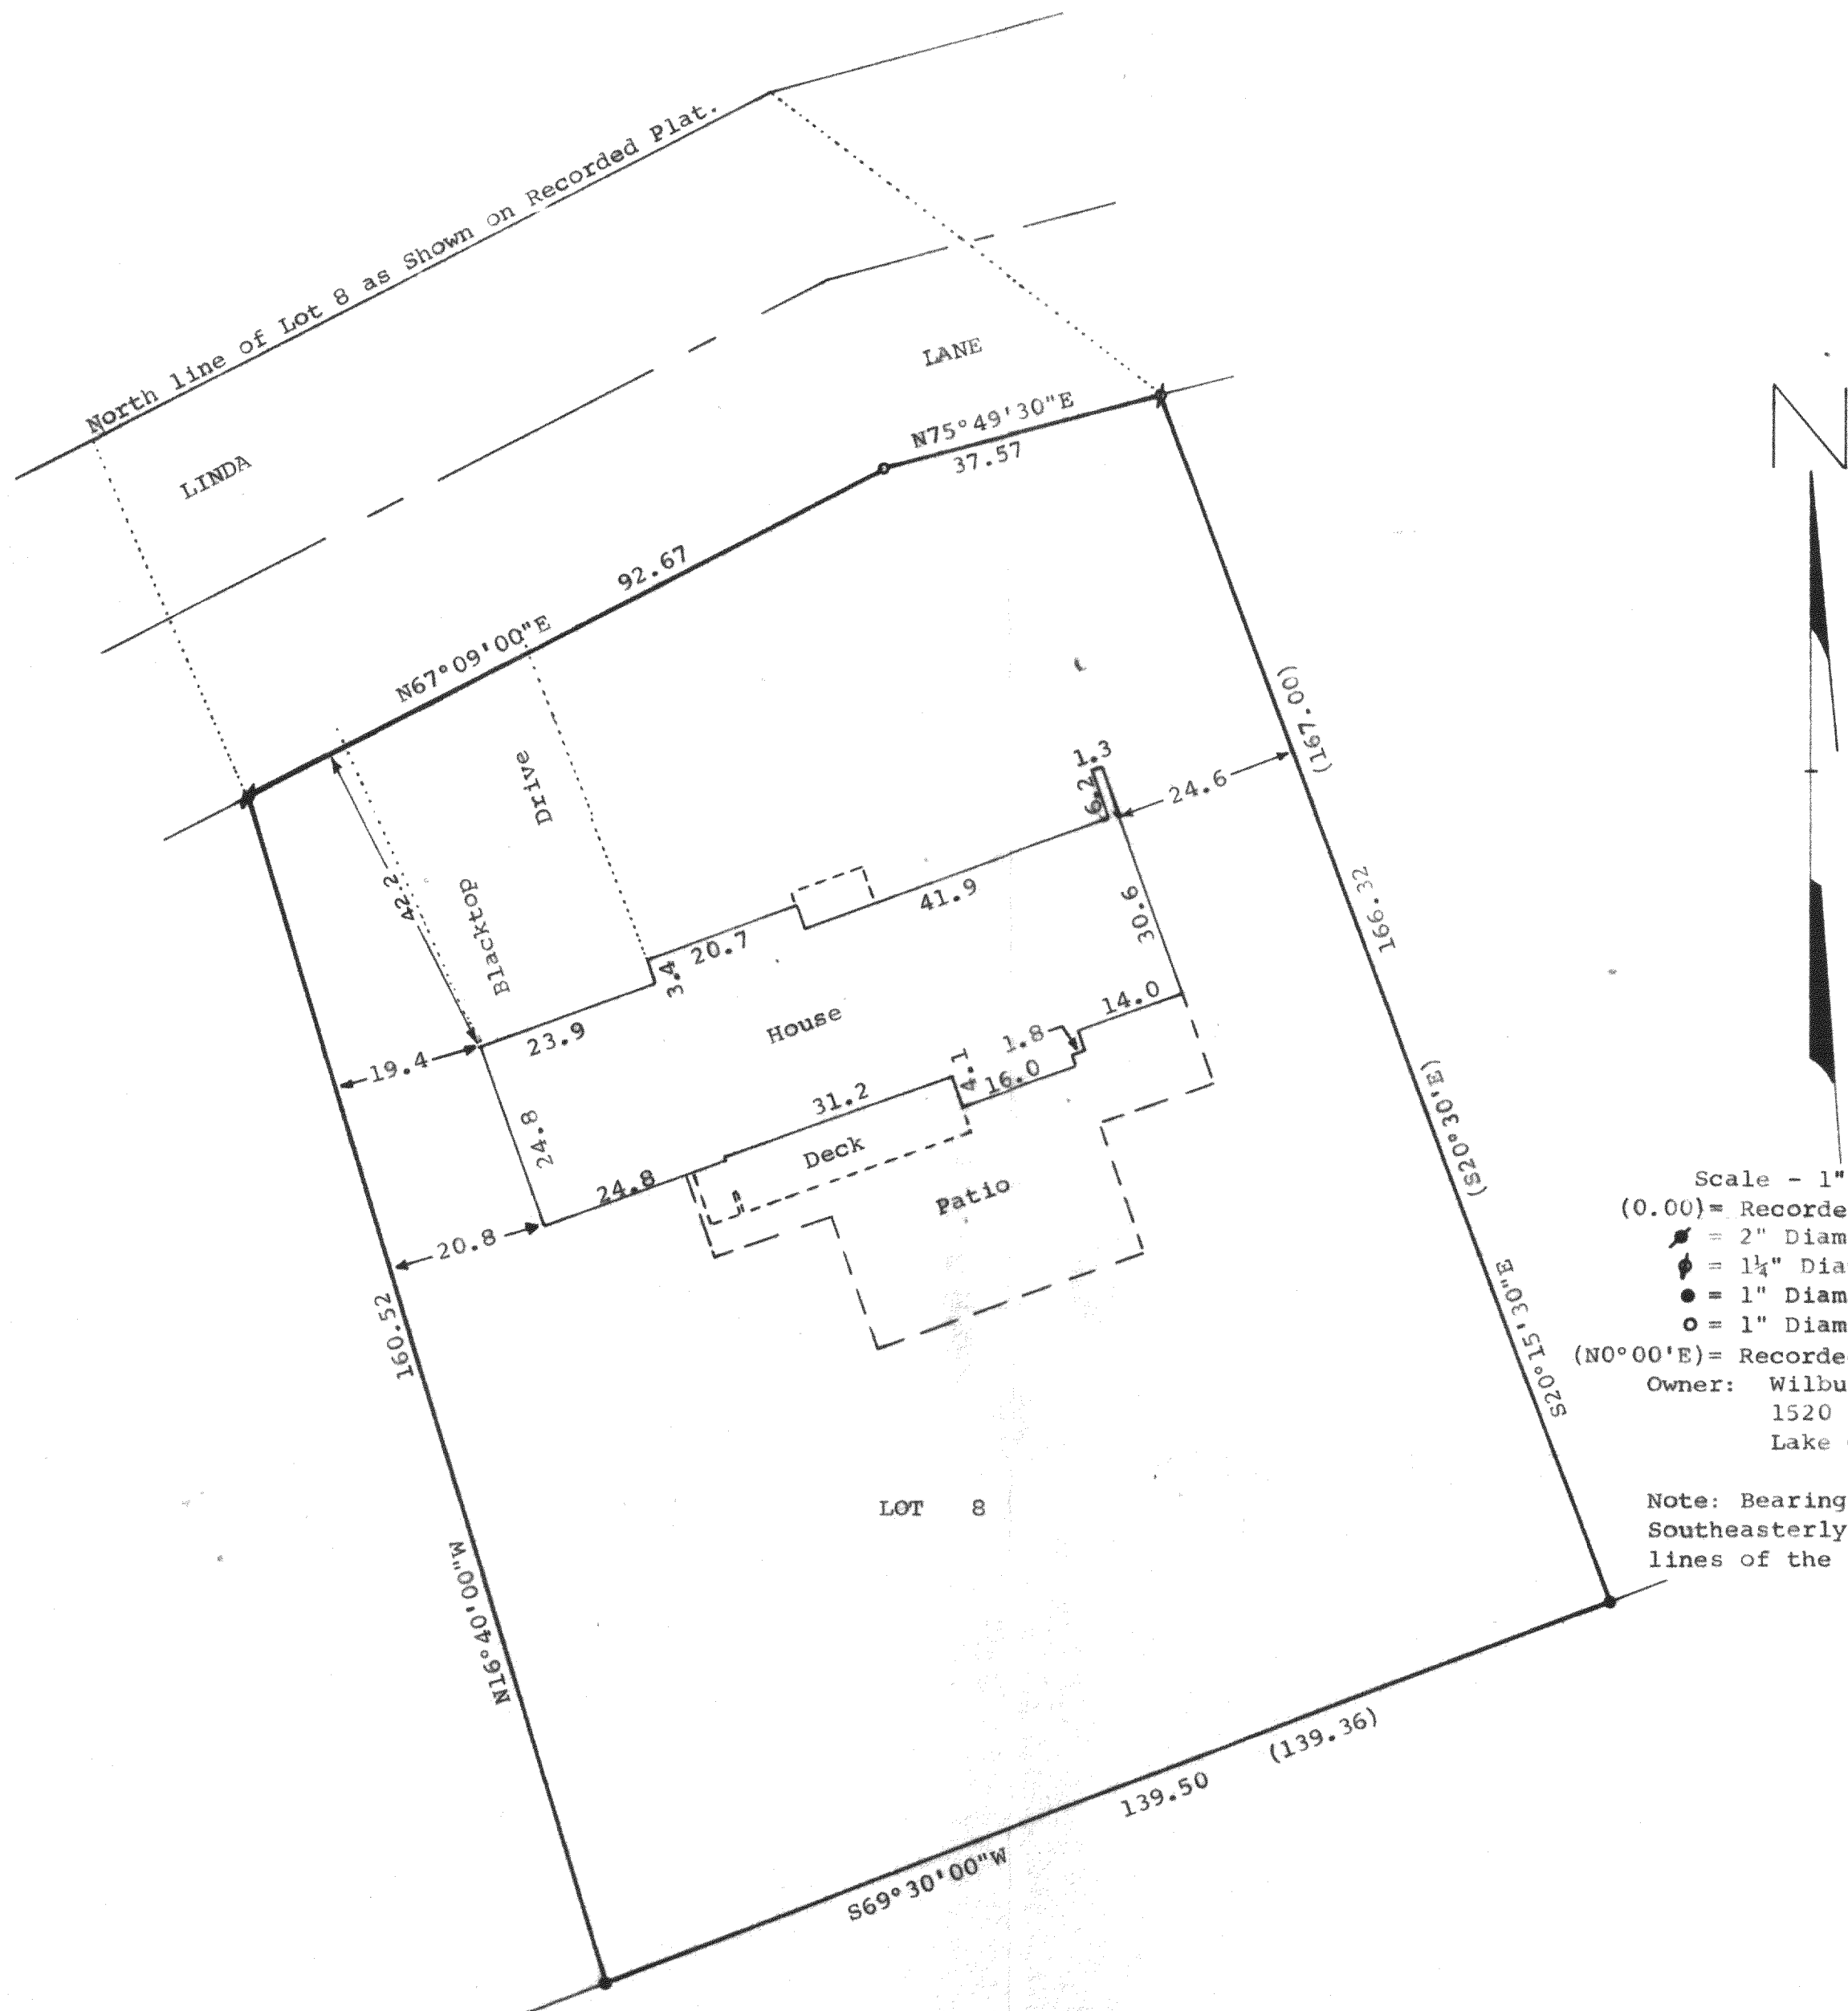 North line of Lot 8 as Shown on Recorded Plat.
LINDA
LANE
N75°49'30"E
37.57
92.67
N67°09'00"E
N
Drive
Blacktop
42.2
1.3
6.2
24.6
(167.00)
166.32
41.9
20.7
3.4
30.6
House
23.9
19.4
14.0
1.8
4.1
16.0
31.2
24.8
Deck
24.8
Patio
20.8
(S20°30'E)
S20°15'30"E
160.52
N16°40'00"W
LOT 8
(139.36)
139.50
S69°30'00"W
Scale - 1"
(0.00)= Recorde
= 2" Diam
= 1¼" Dia
= 1" Diam
= 1" Diam
(N0°00'E)= Recorde
Owner: Wilbu
1520
Lake
Note: Bearing
Southeasterly
lines of the